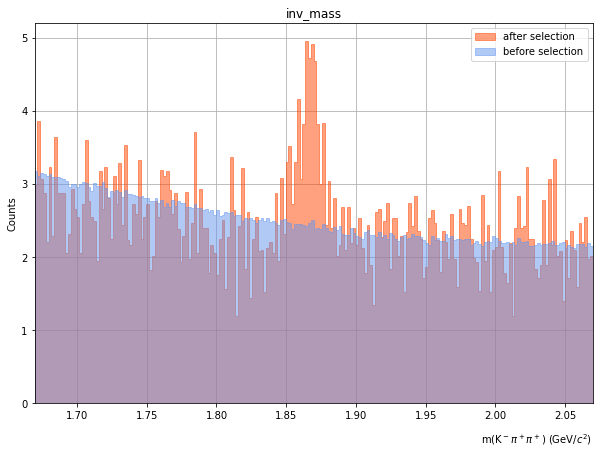 inv_mass
after selection
before selection
Counts
5
4
3
2
1
0
1.70 1.75 1.80 1.85 1.90 1.95 2.00 2.05
m(K⁻π⁺π⁺) (GeV/c²)